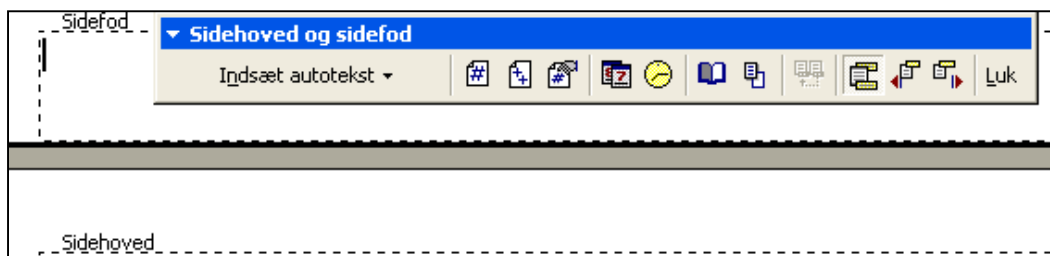 Sidefod
Sidehoved og sidefod
Indsæt autotekst
Luk
Sidehoved